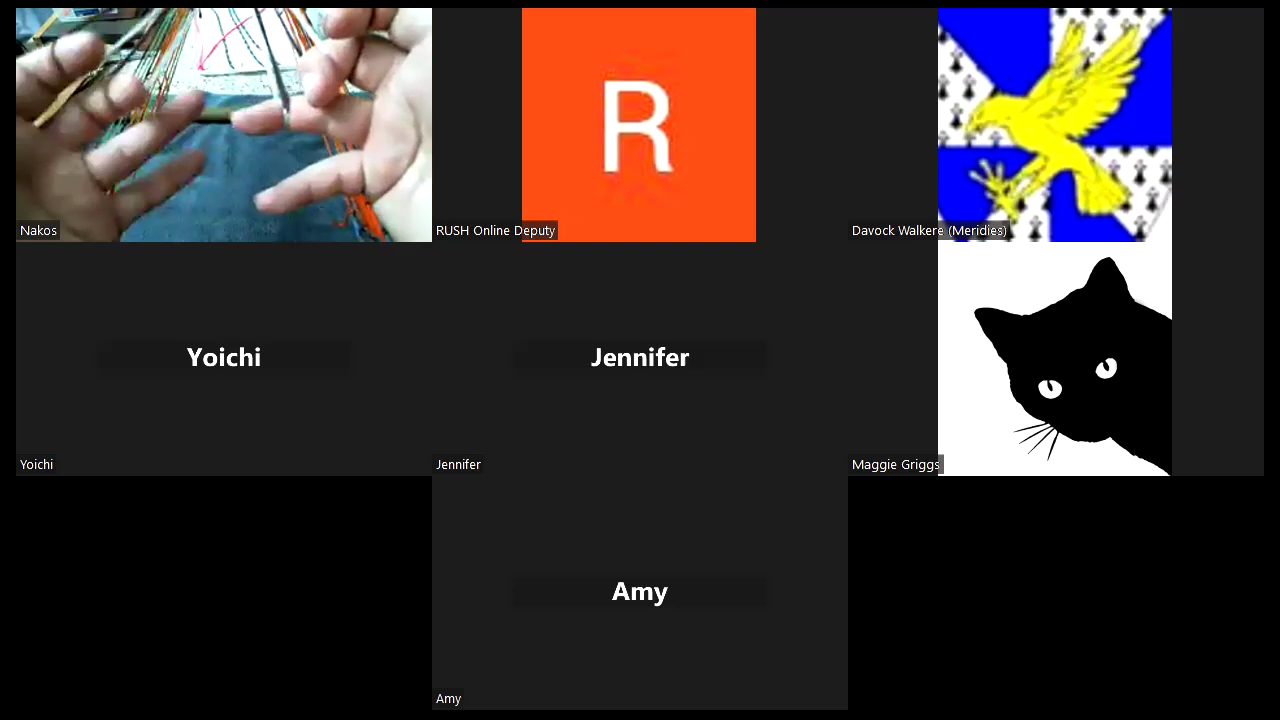 Nakos
R
RUSH Online Deputy
Davock Walkere (Meridies)
Yoichi
Yoichi
Jennifer
Jennifer
Maggie Griggs
Amy
Amy